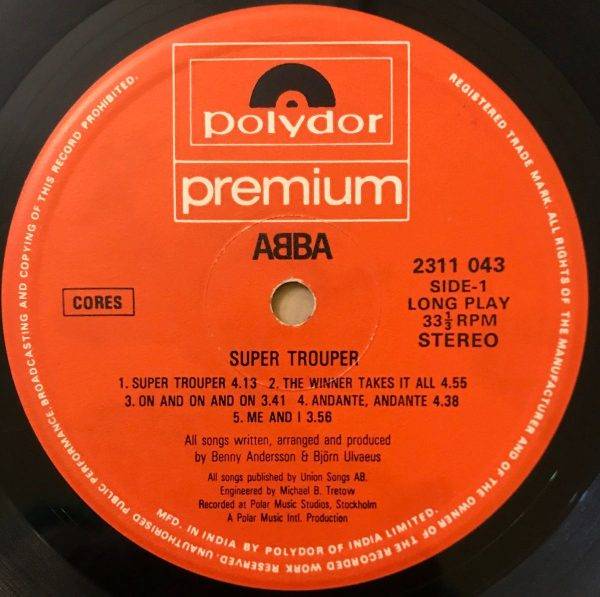 polydor
premium
ABBA
CORES
2311 043
SIDE-1
LONG PLAY
33⅓ RPM
STEREO
SUPER TROUPER
1. SUPER TROUPER 4.13 2. THE WINNER TAKES IT ALL 4.55
3. ON AND ON AND ON 3.41 4. ANDANTE, ANDANTE 4.38
5. ME AND I 3.56
All songs written, arranged and produced
by Benny Andersson & Björn Ulvaeus
All songs published by Union Songs AB.
Engineered by Michael B. Tretow
Recorded at Polar Music Studios, Stockholm
A Polar Music Intl. Production
MFD. IN INDIA BY POLYDOR OF INDIA LIMITED.
REGISTERED TRADE MARK. ALL RIGHTS OF THE MANUFACTURER AND OF THE OWNER OF THE RECORDED WORK RESERVED. UNAUTHORISED PUBLIC PERFORMANCE BROADCASTING AND COPYING OF THIS RECORD PROHIBITED.